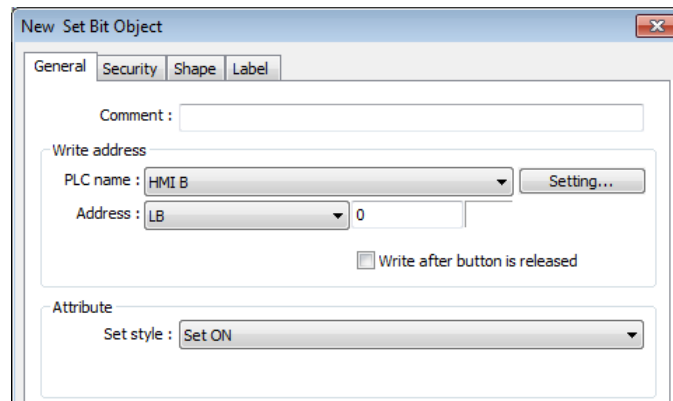 New Set Bit Object
General Security Shape Label
Comment :
Write address
PLC name : HMI B Setting...
Address : LB 0
Write after button is released
Attribute
Set style : Set ON